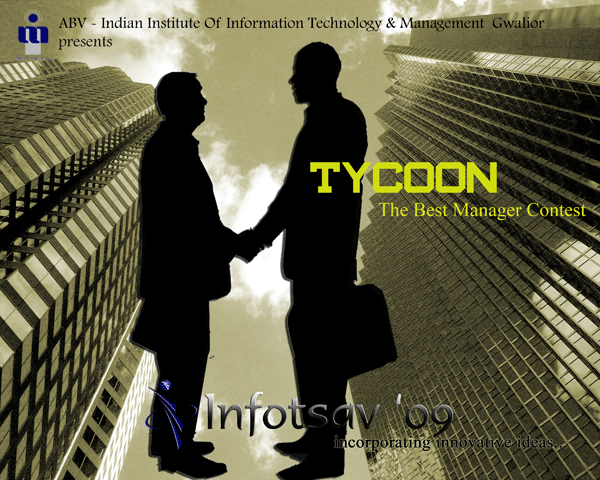 ABV - Indian Institute Of Information Technology & Management Gwalior
presents
TYCOON
The Best Manager Contest
Infotsav '09
incorporating innovative ideas...